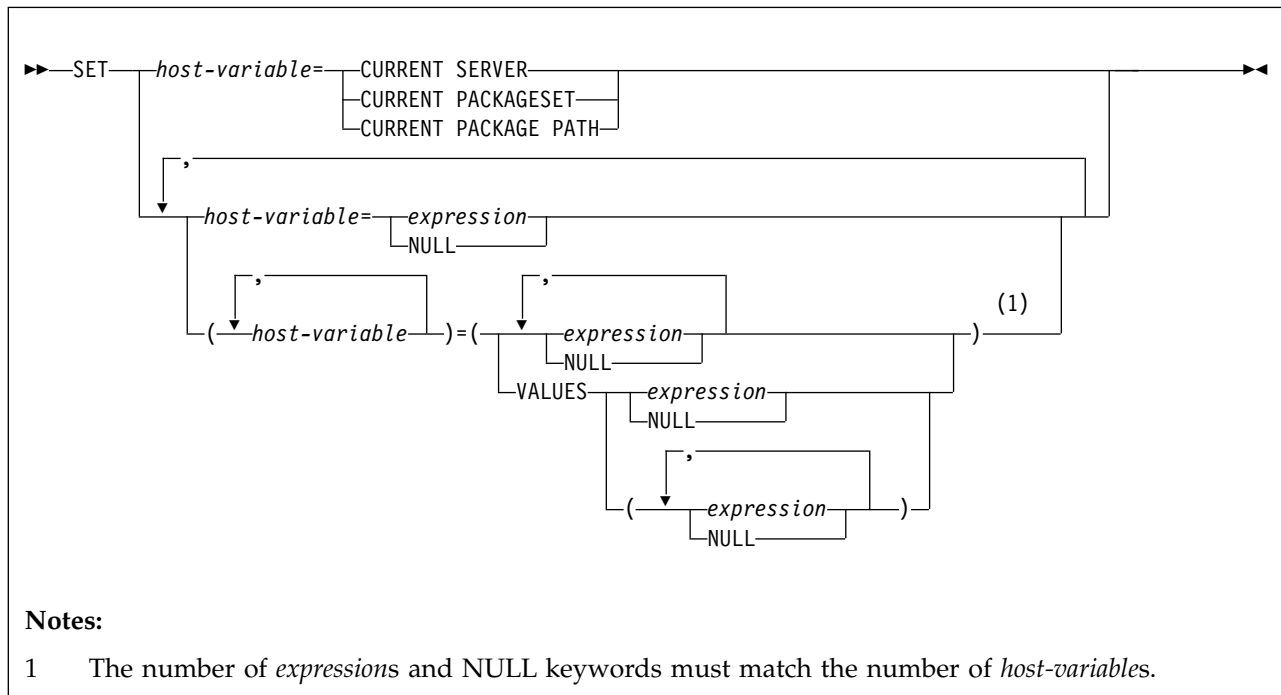 SET host-variable= CURRENT SERVER
CURRENT PACKAGESET
CURRENT PACKAGE PATH
,
host-variable= expression
NULL
, ,
(1)
( host-variable )=( expression )
NULL
VALUES expression
NULL
,
( expression )
NULL
Notes:
1 The number of expressions and NULL keywords must match the number of host-variables.